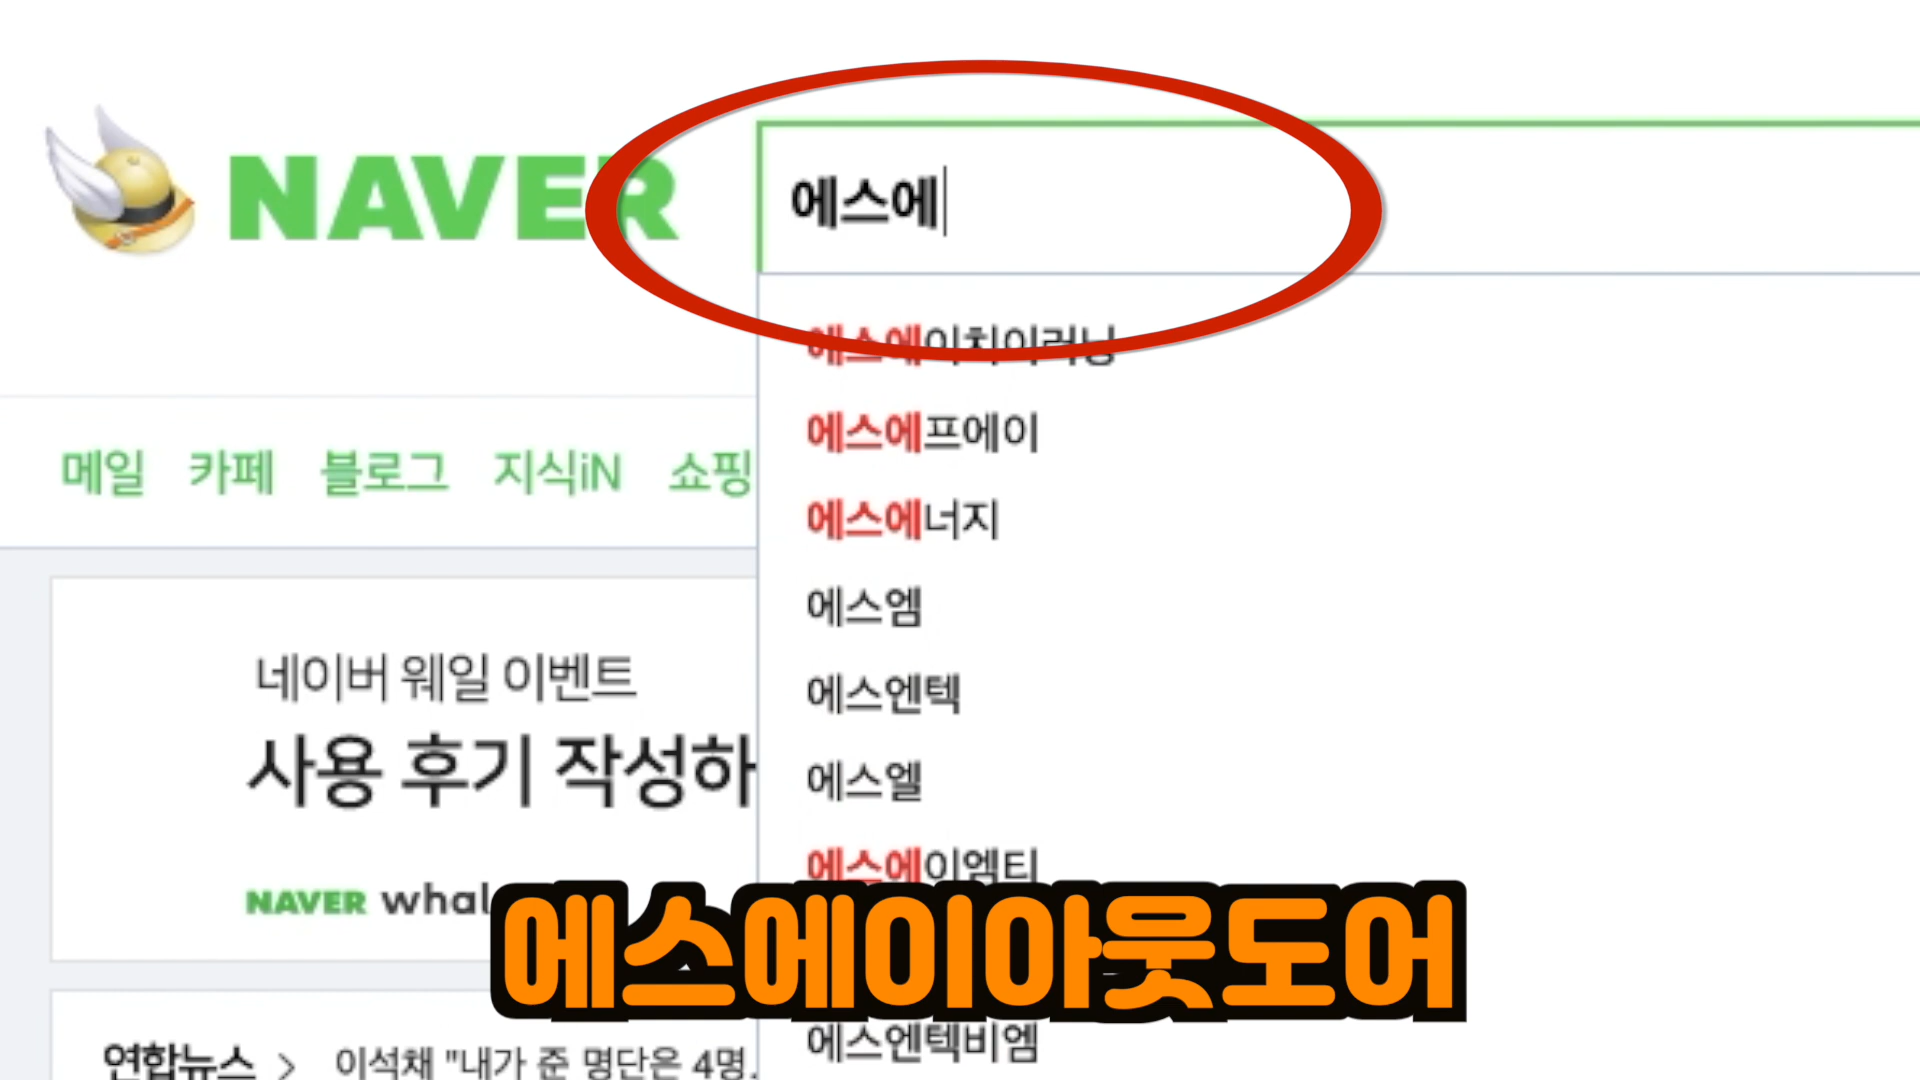 NAVER
에스에
에스에이치이러닝
에스에프에이
에스에너지
에스엠
에스엔텍
에스엘
에스에이엠티
에스엔텍비엠
메일 카페 블로그 지식iN 쇼핑
네이버 웨일 이벤트
사용 후기 작성하
NAVER whal
에스에이아웃도어
연합뉴스 > 이석채 "내가 준 명단은 4명.